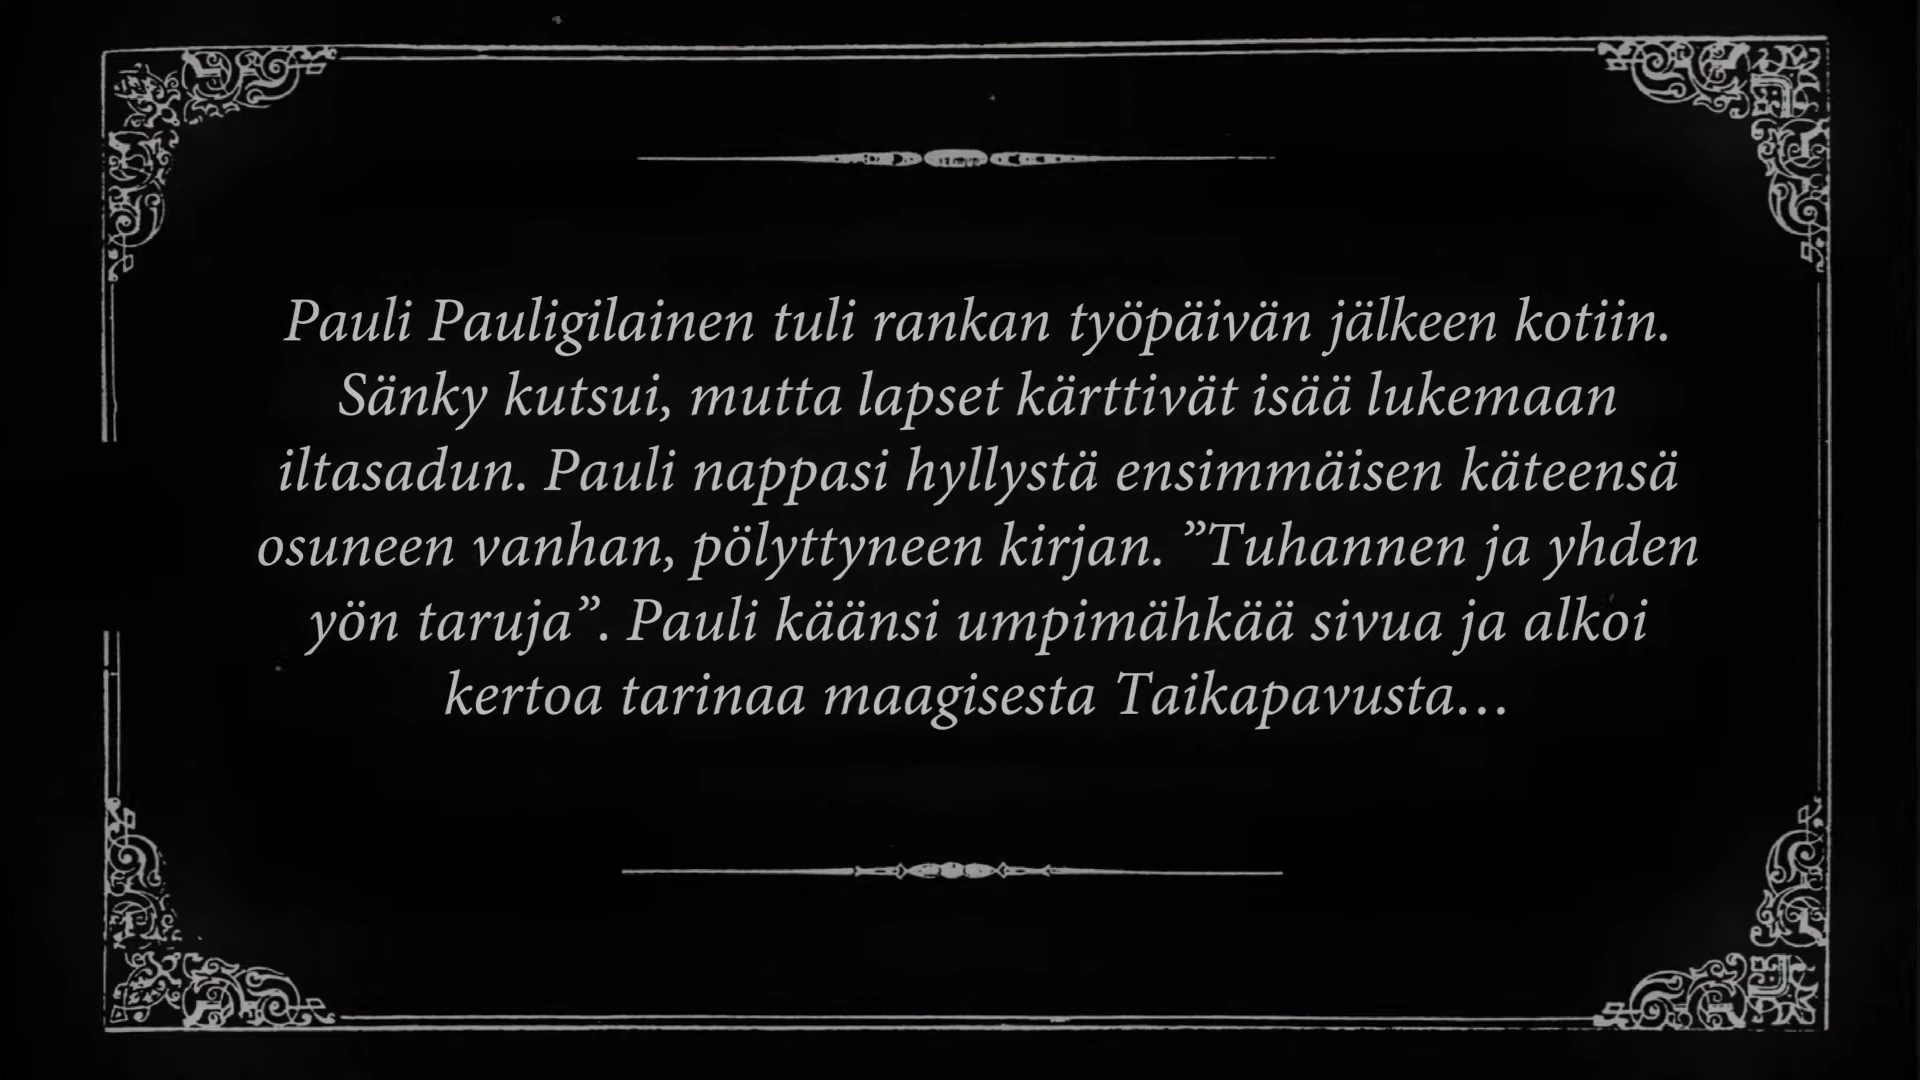 Pauli Pauligilainen tuli rankan työpäivän jälkeen kotiin.
Sänky kutsui, mutta lapset kärttivät isää lukemaan
iltasadun. Pauli nappasi hyllystä ensimmäisen käteensä
osuneen vanhan, pölyttyneen kirjan. ”Tuhannen ja yhden
yön taruja”. Pauli käänsi umpimähkää sivua ja alkoi
kertoa tarinaa maagisesta Taikapavusta…